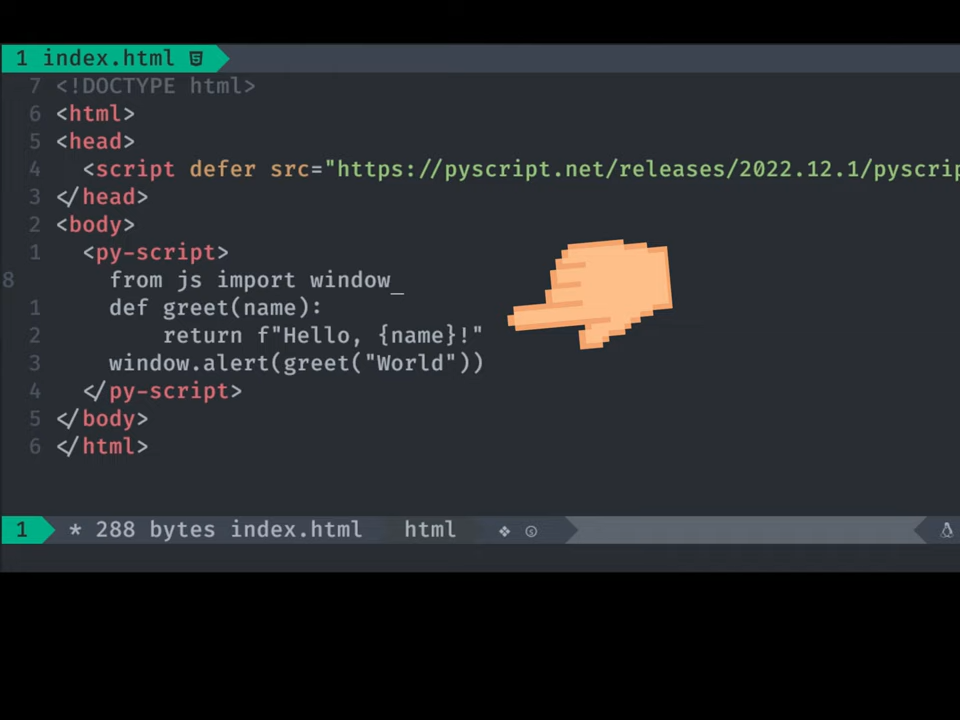 1 index.html
7 <!DOCTYPE html>
6 <html>
5 <head>
4   <script defer src="https://pyscript.net/releases/2022.12.1/pyscrip
3 </head>
2 <body>
1   <py-script>
8     from js import window_
1     def greet(name):
2         return f"Hello, {name}!"
3     window.alert(greet("World"))
4   </py-script>
5 </body>
6 </html>
1 * 288 bytes index.html html